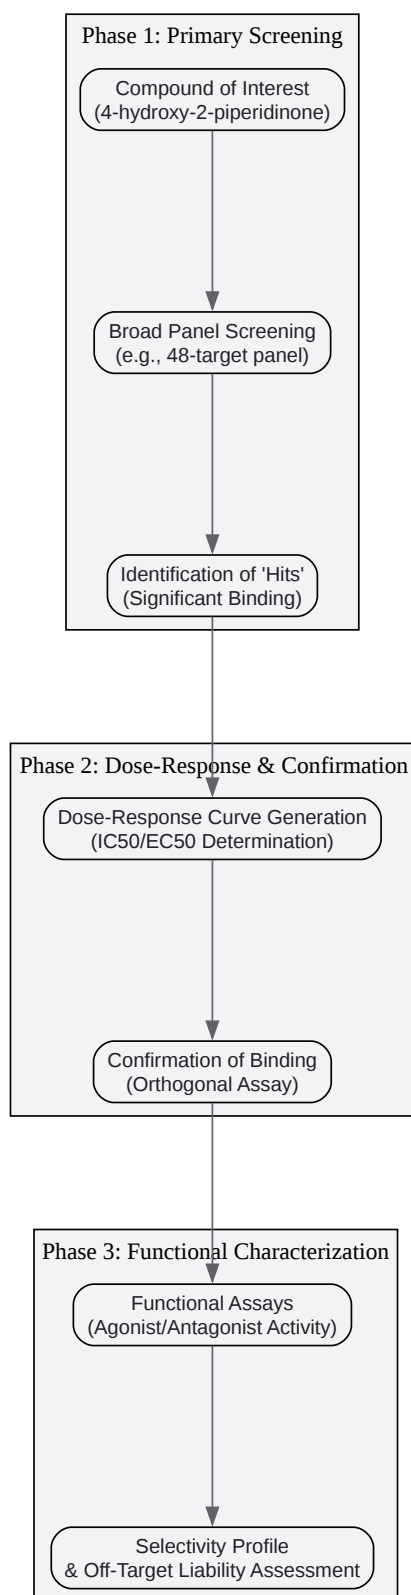 Phase 1: Primary Screening
Compound of Interest
(4-hydroxy-2-piperidinone)
Broad Panel Screening
(e.g., 48-target panel)
Identification of 'Hits'
(Significant Binding)
Phase 2: Dose-Response & Confirmation
Dose-Response Curve Generation
(IC50/EC50 Determination)
Confirmation of Binding
(Orthogonal Assay)
Phase 3: Functional Characterization
Functional Assays
(Agonist/Antagonist Activity)
Selectivity Profile
& Off-Target Liability Assessment